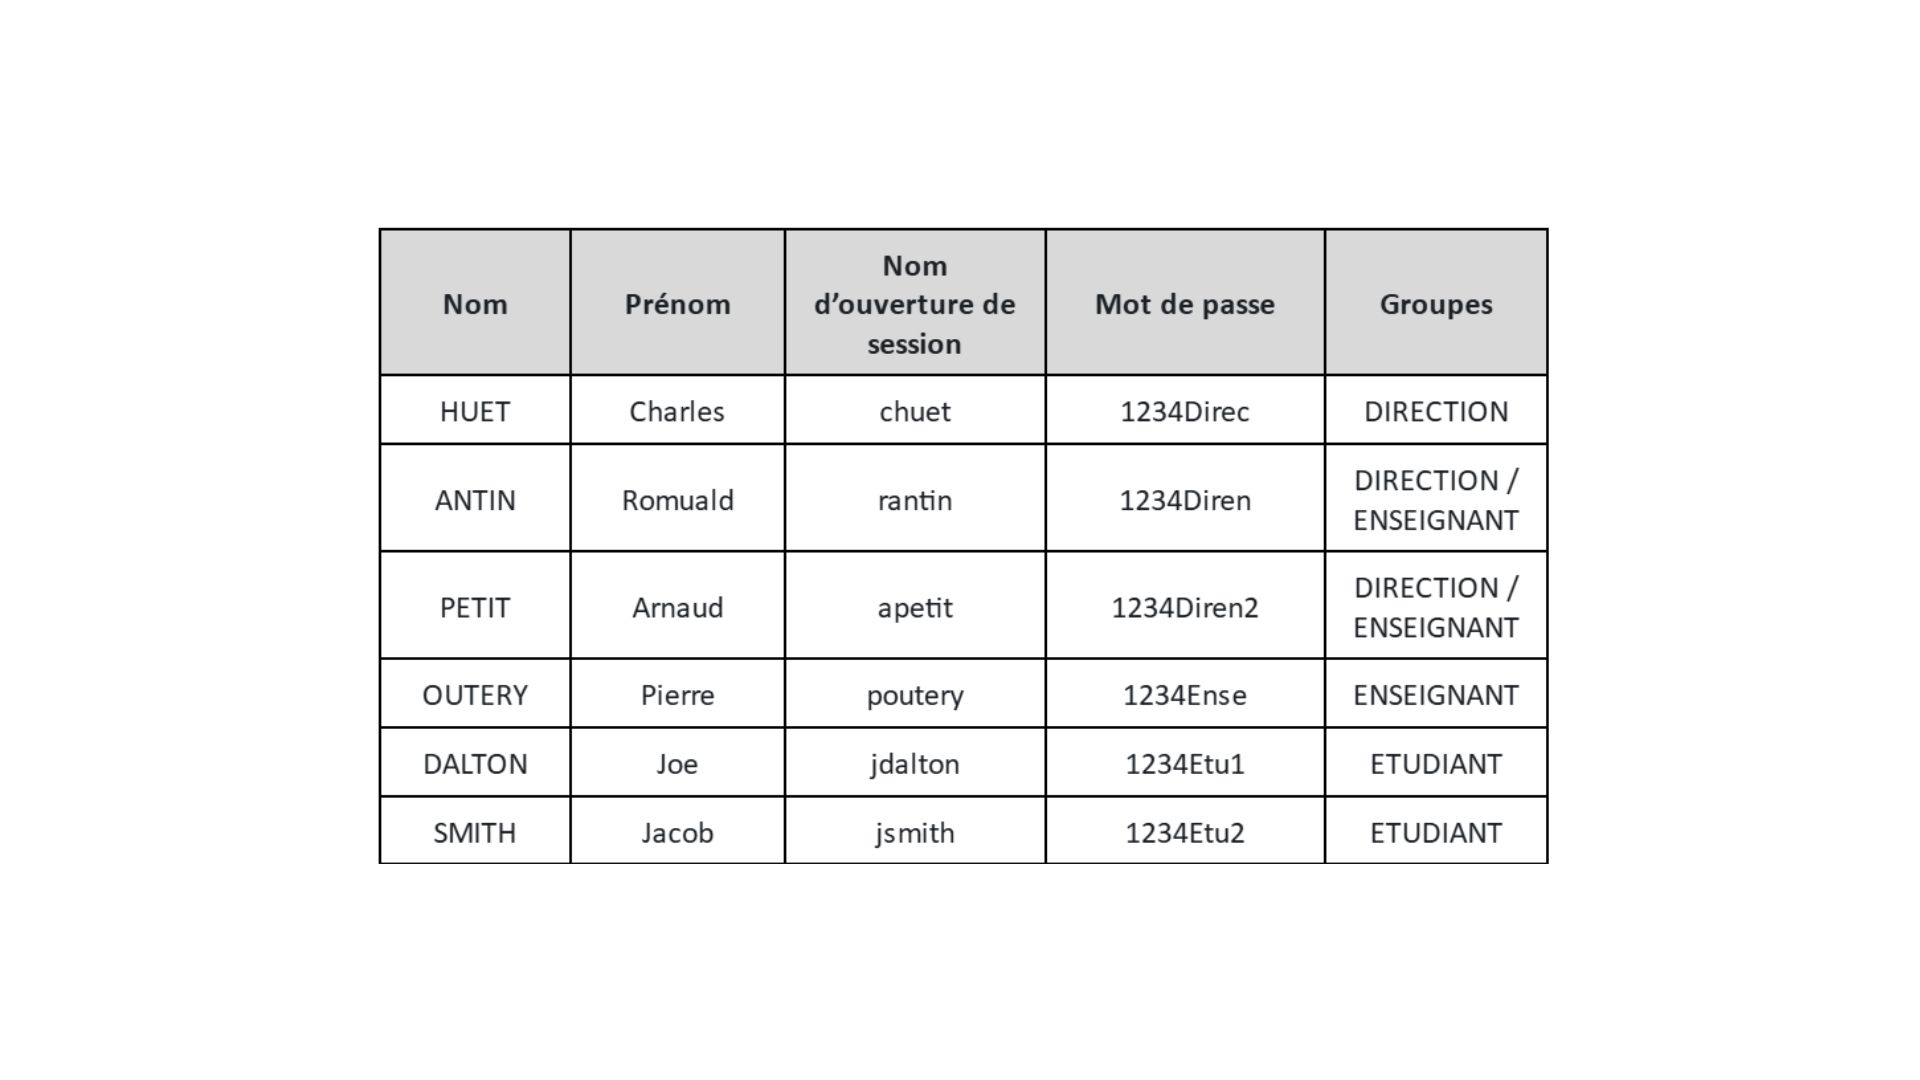 Nom Prénom Nom d’ouverture de session Mot de passe Groupes
HUET Charles chuet 1234Direc DIRECTION
ANTIN Romuald rantin 1234Diren DIRECTION / ENSEIGNANT
PETIT Arnaud apetit 1234Diren2 DIRECTION / ENSEIGNANT
OUTERY Pierre poutery 1234Ense ENSEIGNANT
DALTON Joe jdalton 1234Etu1 ETUDIANT
SMITH Jacob jsmith 1234Etu2 ETUDIANT